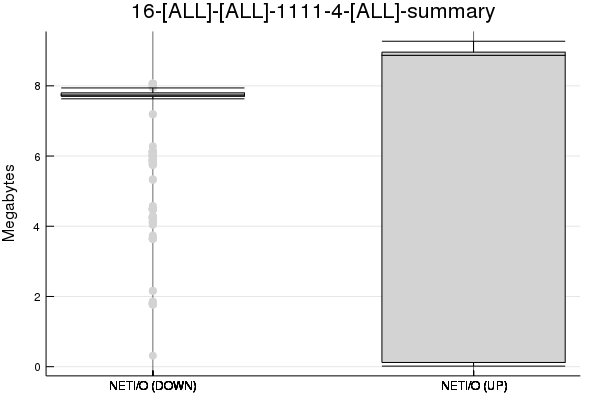 16-[ALL]-[ALL]-1111-4-[ALL]-summary
Megabytes
8
6
4
2
0
NETI/O (DOWN)
NETI/O (UP)